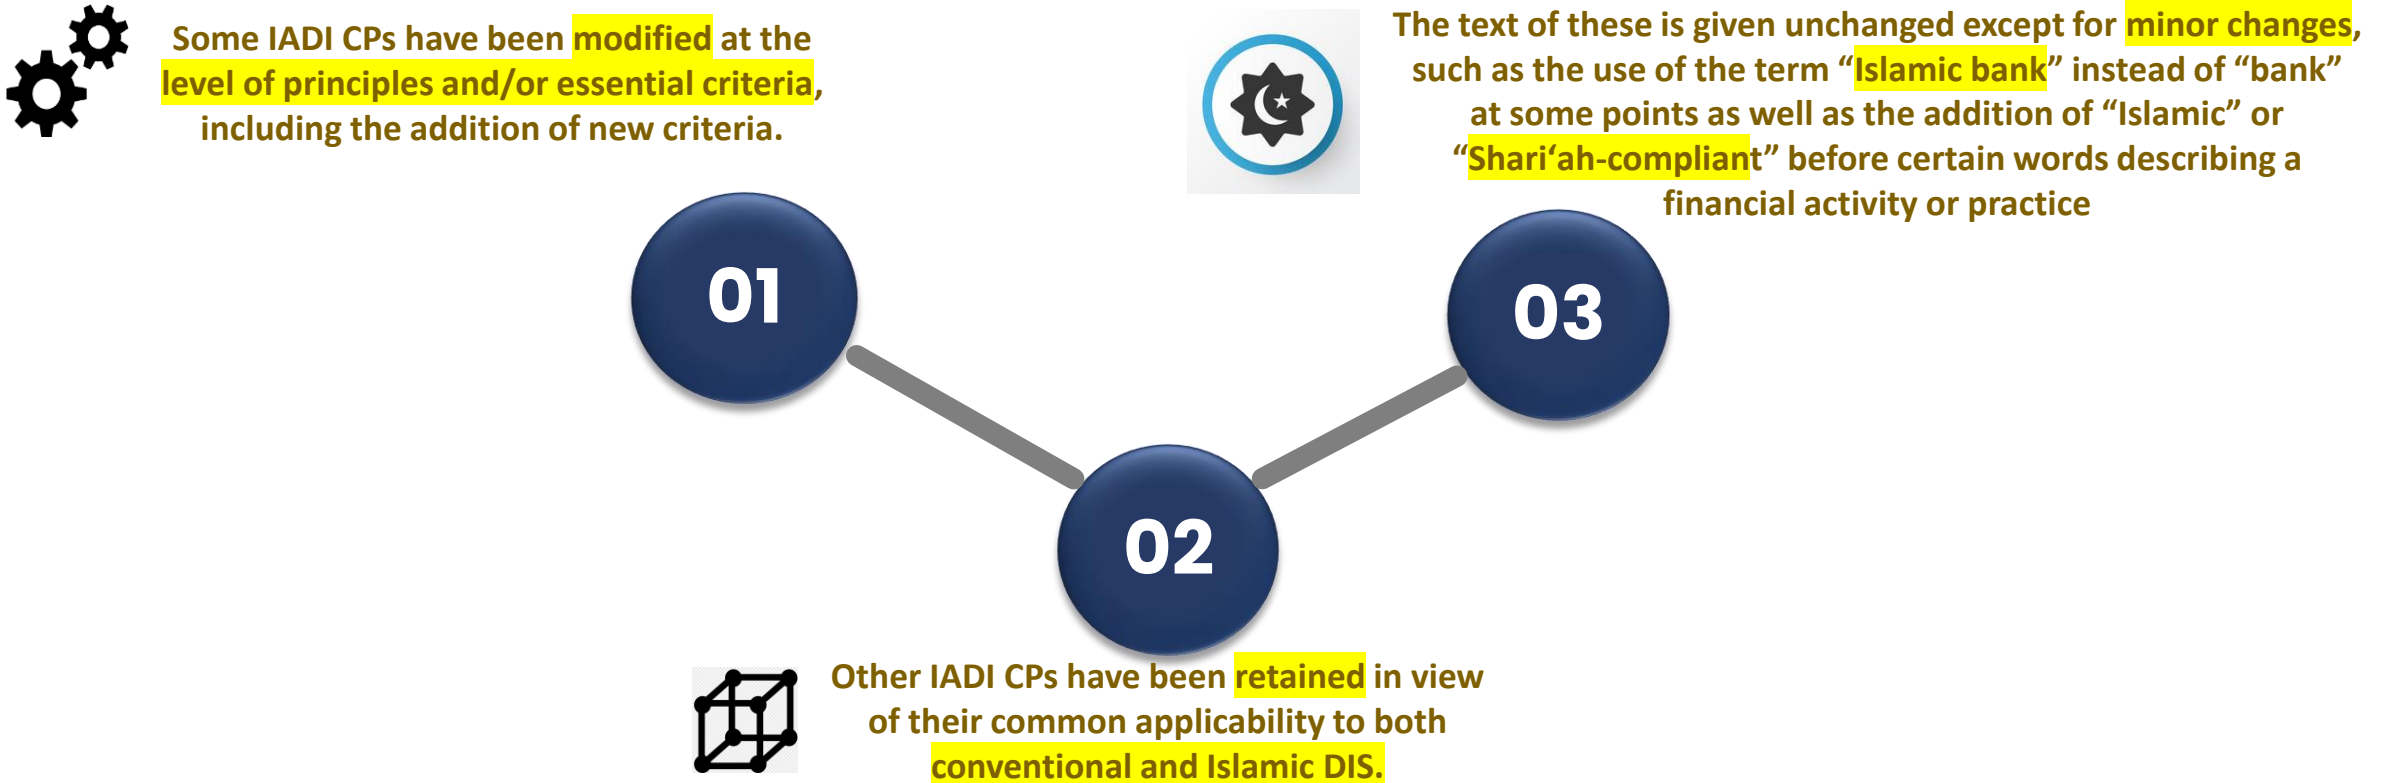 Some IADI CPs have been modified at the
level of principles and/or essential criteria,
including the addition of new criteria.
01
Other IADI CPs have been retained in view
of their common applicability to both
conventional and Islamic DIS.
02
The text of these is given unchanged except for minor changes,
such as the use of the term “Islamic bank” instead of “bank”
at some points as well as the addition of “Islamic” or
“Shari‘ah-compliant” before certain words describing a
financial activity or practice
03